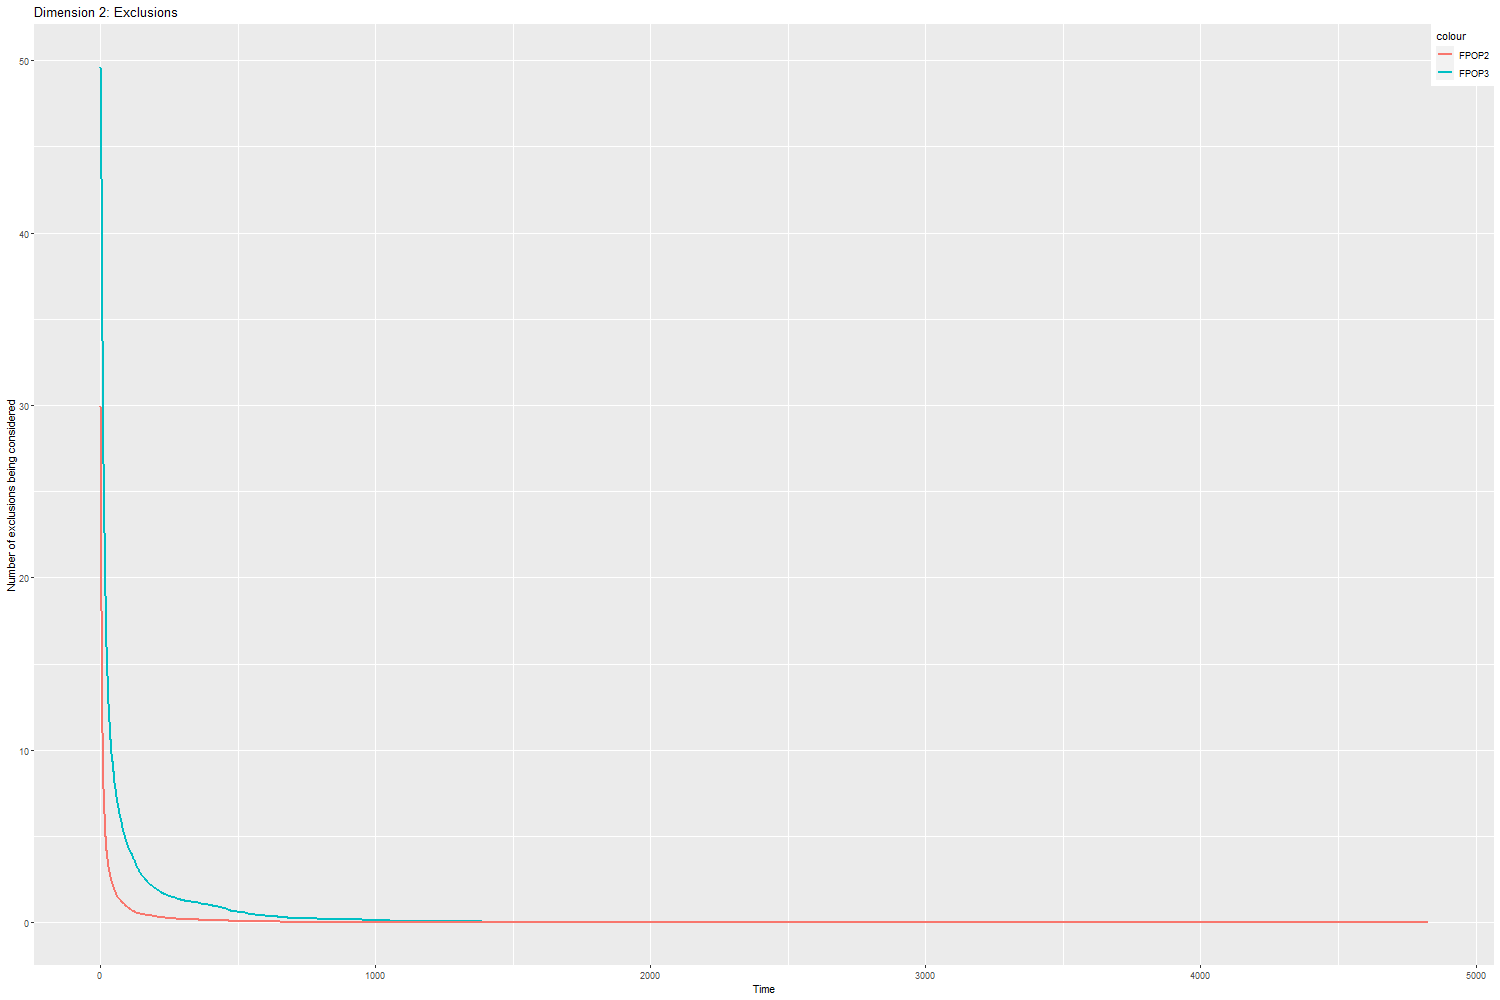 Dimension 2: Exclusions
colour
FPOP2
FPOP3
Number of exclusions being considered
50
40
30
20
10
0
0 1000 2000 3000 4000 5000
Time